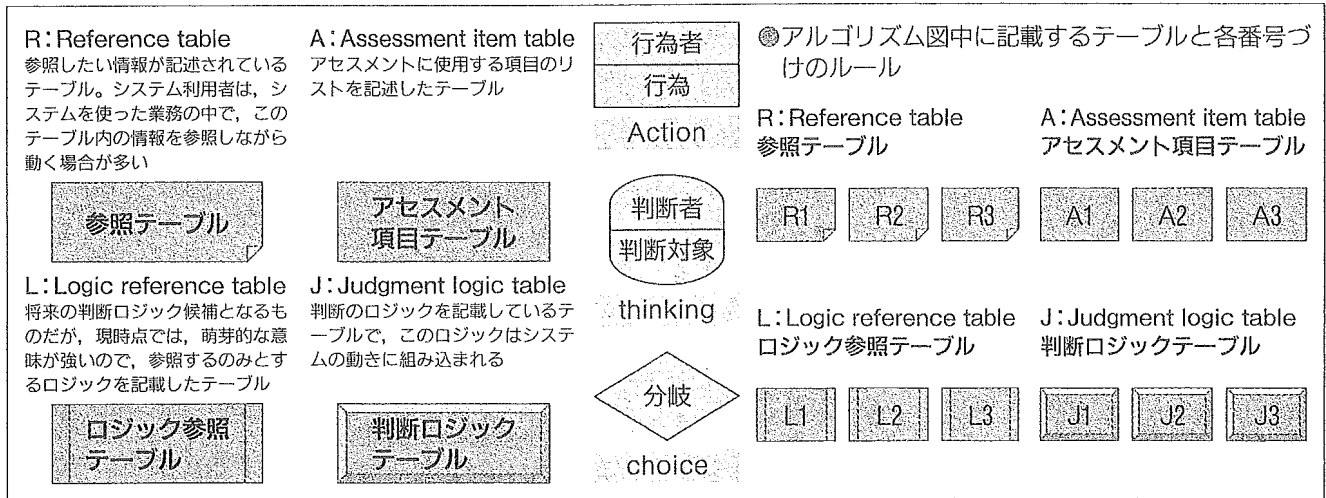 R：Reference table
参照したい情報が記述されている
テーブル。システム利用者は，シ
ステムを使った業務の中で，この
テーブル内の情報を参照しながら
動く場合が多い
参照テーブル
A：Assessment item table
アセスメントに使用する項目のリ
ストを記述したテーブル
アセスメント
項目テーブル
L：Logic reference table
将来の判断ロジック候補となるも
のだが，現時点では，萌芽的な意
味が強いので，参照するのみとす
るロジックを記載したテーブル
ロジック参照
テーブル
J：Judgment logic table
判断のロジックを記載しているテ
ーブルで，このロジックはシステ
ムの動きに組み込まれる
判断ロジック
テーブル
行為者
行為
Action
判断者
判断対象
thinking
分岐
choice
◎アルゴリズム図中に記載するテーブルと各番号づ
けのルール
R：Reference table
参照テーブル
R1 R2 R3
A：Assessment item table
アセスメント項目テーブル
A1 A2 A3
L：Logic reference table
ロジック参照テーブル
L1 L2 L3
J：Judgment logic table
判断ロジックテーブル
J1 J2 J3